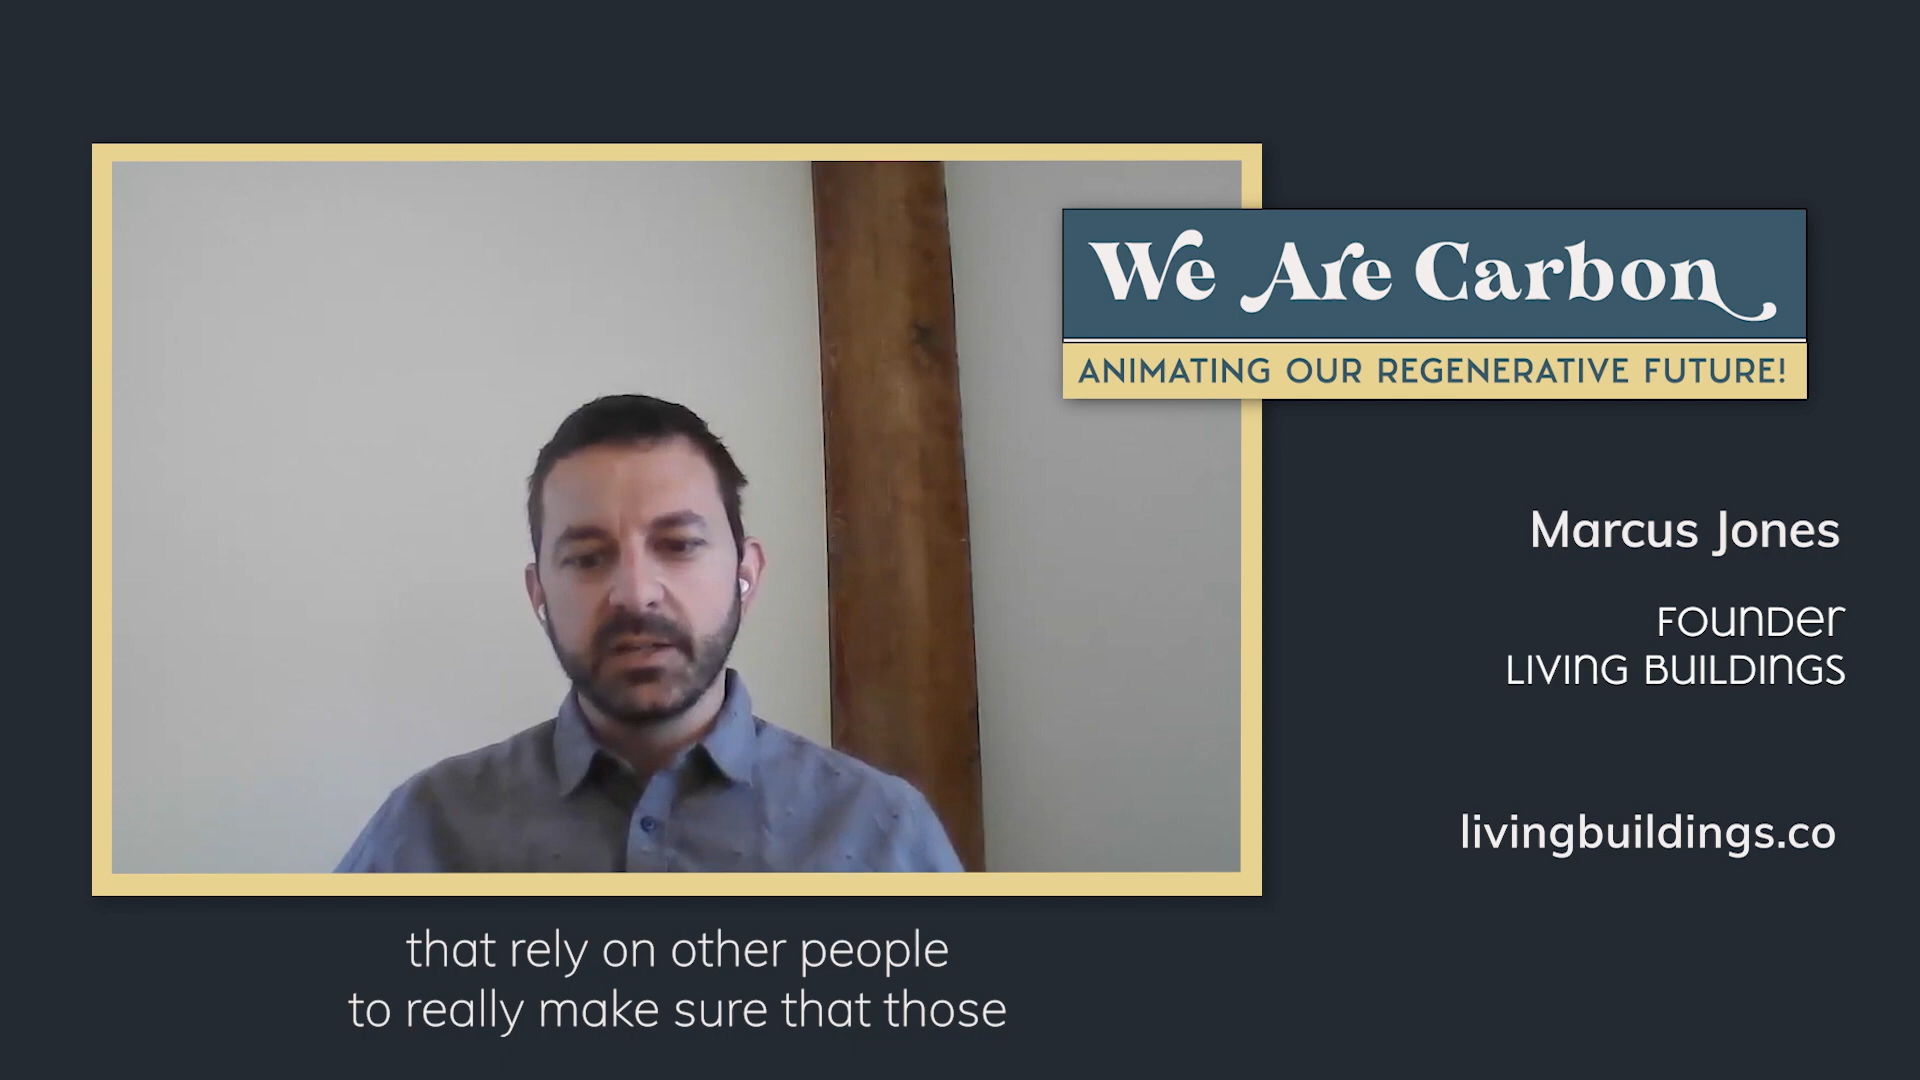 We Are Carbon
ANIMATING OUR REGENERATIVE FUTURE!
Marcus Jones
FOUNDER
LIVING BUILDINGS
livingbuildings.co
that rely on other people
to really make sure that those